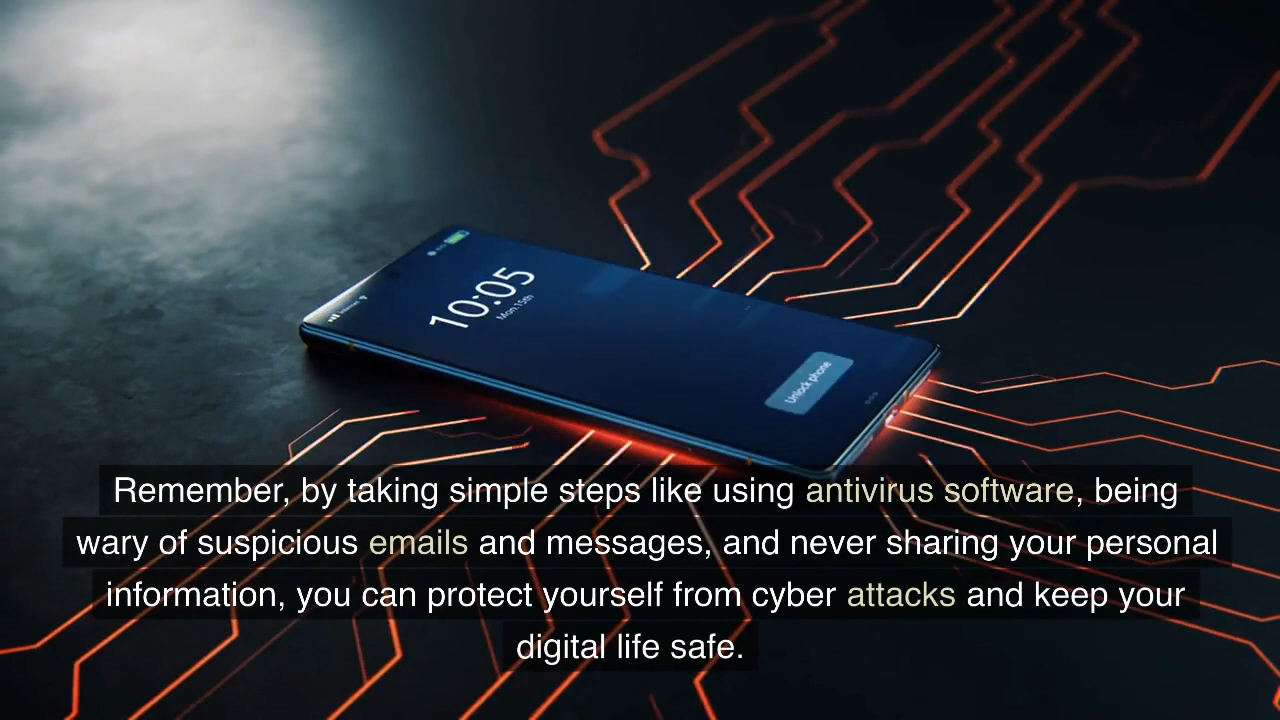 10:05
Mon 15th
Unlock phone
Remember, by taking simple steps like using antivirus software, being
wary of suspicious emails and messages, and never sharing your personal
information, you can protect yourself from cyber attacks and keep your
digital life safe.